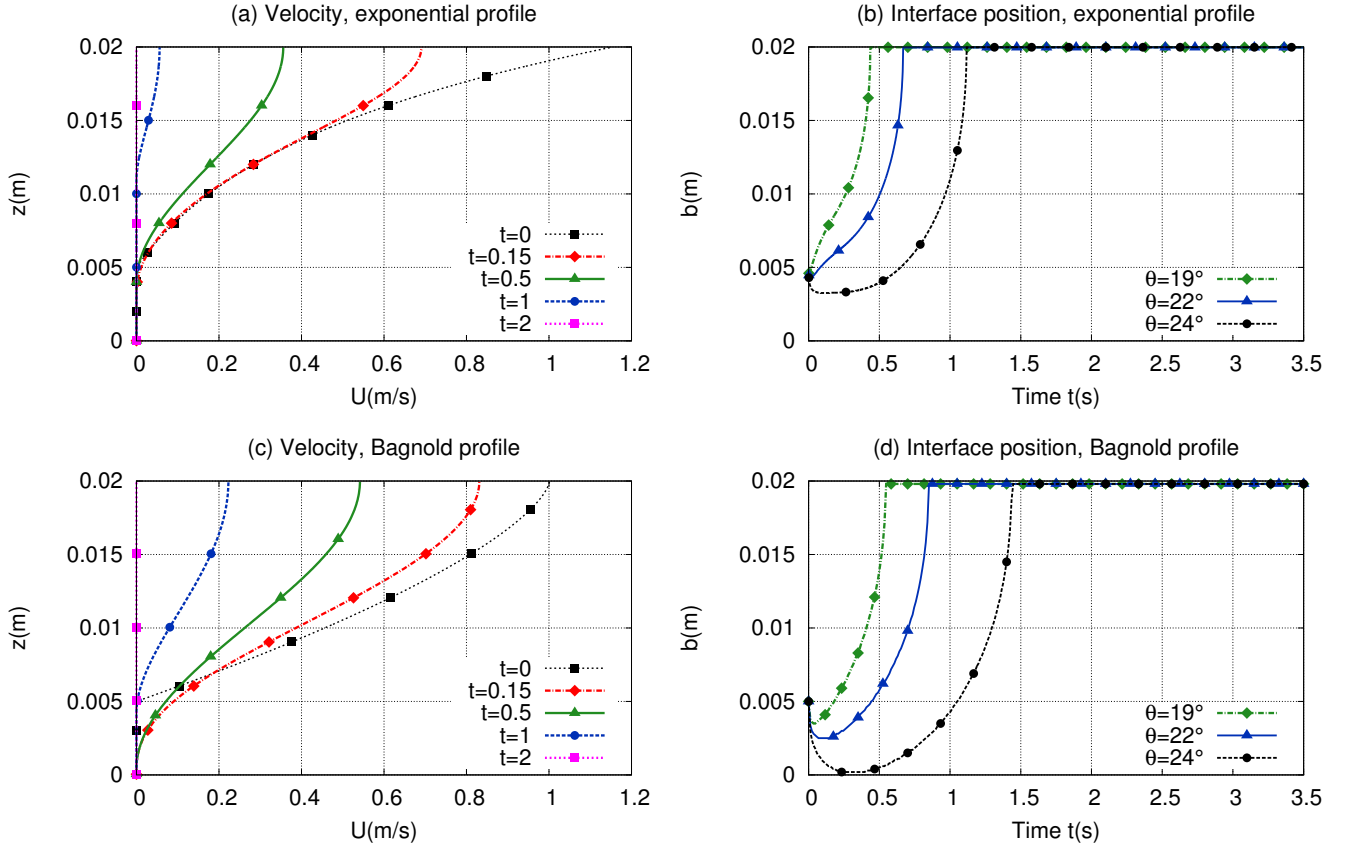 (a) Velocity, exponential profile
0.02
0.015
0.01
0.005
0
0 0.2 0.4 0.6 0.8 1 1.2
z(m)
U(m/s)
t=0
t=0.15
t=0.5
t=1
t=2
(b) Interface position, exponential profile
0.02
0.015
0.01
0.005
0
0 0.5 1 1.5 2 2.5 3 3.5
b(m)
Time t(s)
θ=19°
θ=22°
θ=24°
(c) Velocity, Bagnold profile
0.02
0.015
0.01
0.005
0
0 0.2 0.4 0.6 0.8 1 1.2
z(m)
U(m/s)
t=0
t=0.15
t=0.5
t=1
t=2
(d) Interface position, Bagnold profile
0.02
0.015
0.01
0.005
0
0 0.5 1 1.5 2 2.5 3 3.5
b(m)
Time t(s)
θ=19°
θ=22°
θ=24°